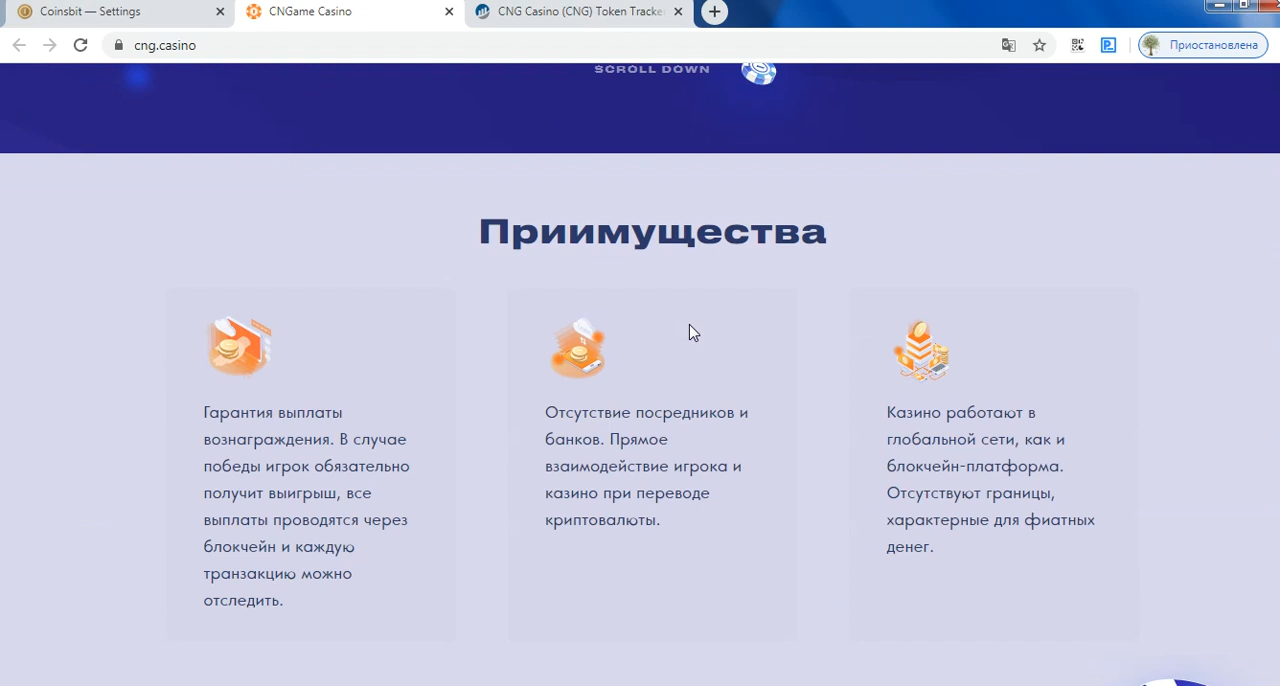 Coinsbit — Settings
CNGame Casino
CNG Casino (CNG) Token Tracke
cng.casino
Приостановлена
SCROLL DOWN
Приимущества
Гарантия выплаты
вознаграждения. В случае
победы игрок обязательно
получит выигрыш, все
выплаты проводятся через
блокчейн и каждую
транзакцию можно
отследить.
Отсутствие посредников и
банков. Прямое
взаимодействие игрока и
казино при переводе
криптовалюты.
Казино работают в
глобальной сети, как и
блокчейн-платформа.
Отсутствуют границы,
характерные для фиатных
денег.